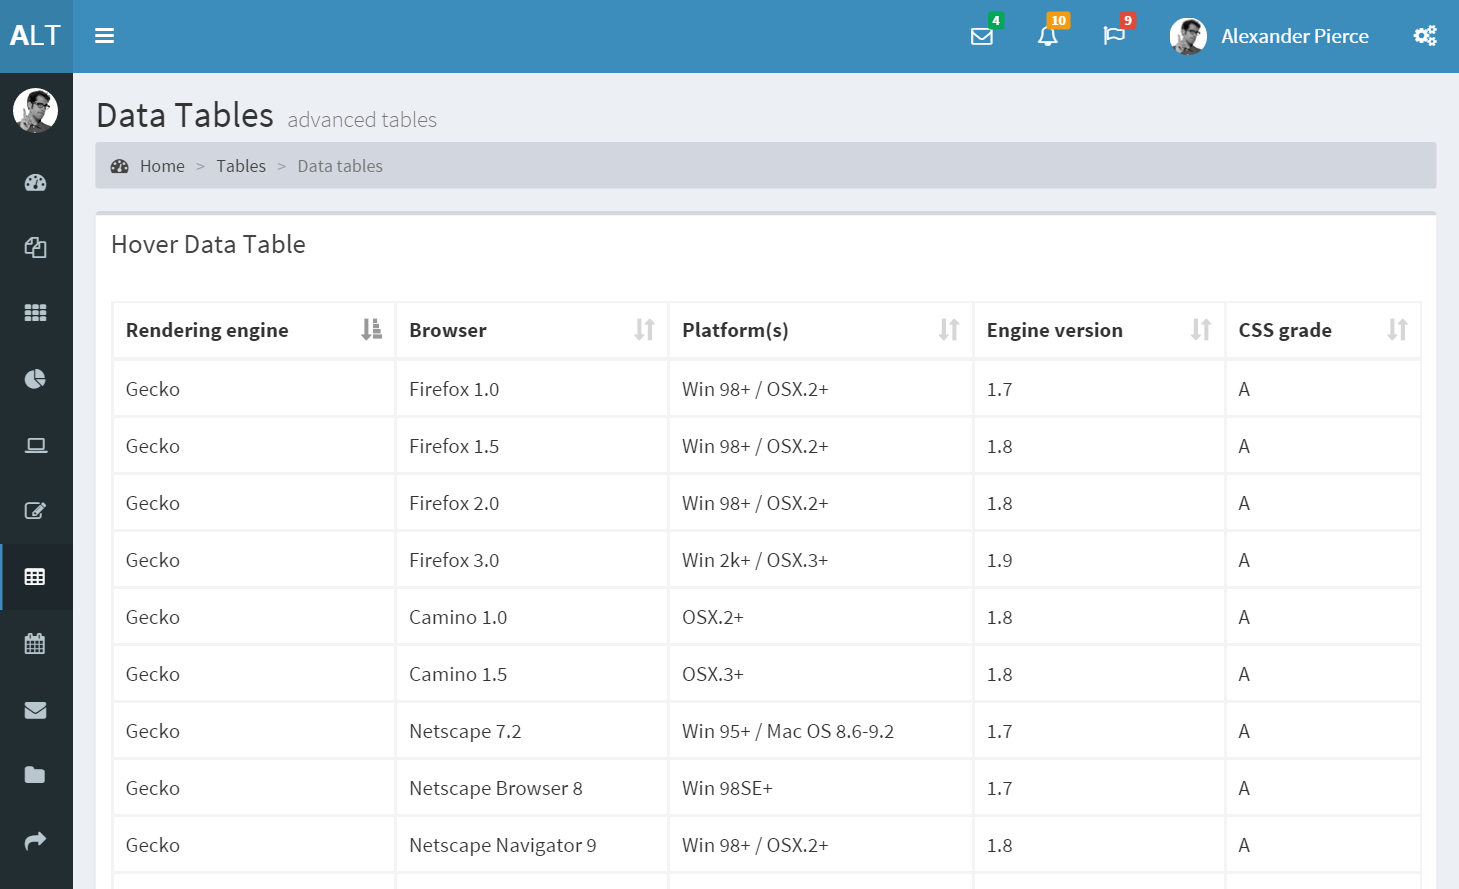 ALT
4
10
9
Alexander Pierce
Data Tables advanced tables
Home > Tables > Data tables
Hover Data Table
Rendering engine Browser Platform(s) Engine version CSS grade
Gecko Firefox 1.0 Win 98+ / OSX.2+ 1.7 A
Gecko Firefox 1.5 Win 98+ / OSX.2+ 1.8 A
Gecko Firefox 2.0 Win 98+ / OSX.2+ 1.8 A
Gecko Firefox 3.0 Win 2k+ / OSX.3+ 1.9 A
Gecko Camino 1.0 OSX.2+ 1.8 A
Gecko Camino 1.5 OSX.3+ 1.8 A
Gecko Netscape 7.2 Win 95+ / Mac OS 8.6-9.2 1.7 A
Gecko Netscape Browser 8 Win 98SE+ 1.7 A
Gecko Netscape Navigator 9 Win 98+ / OSX.2+ 1.8 A